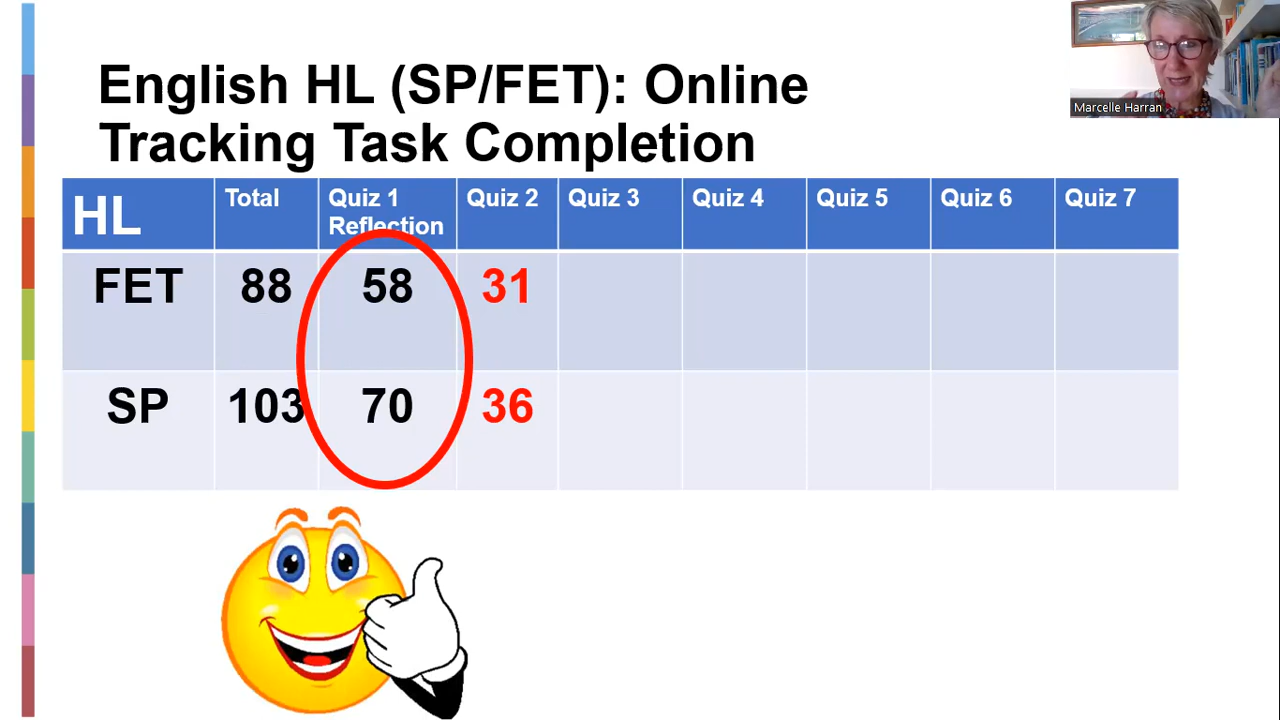 English HL (SP/FET): Online
Tracking Task Completion
Marcelle Harran
HL Total Quiz 1 Quiz 2 Quiz 3 Quiz 4 Quiz 5 Quiz 6 Quiz 7
Reflection
FET 88 58 31
SP 103 70 36